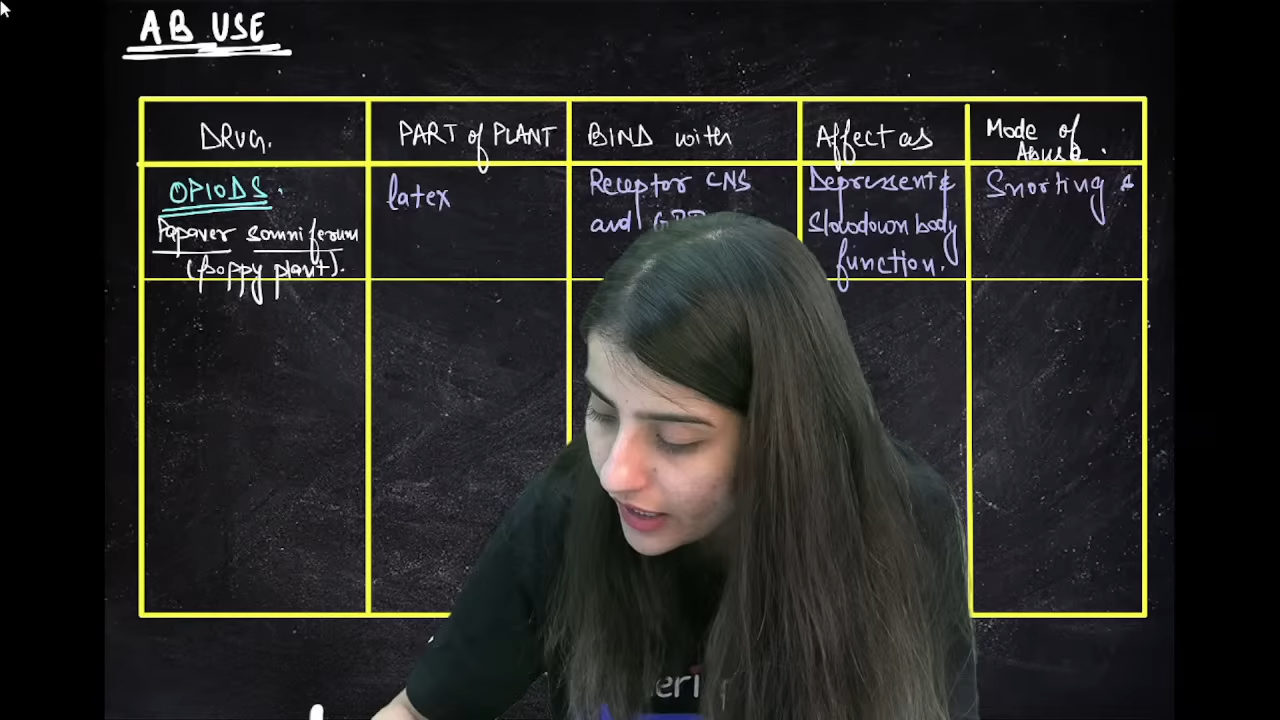 AB USE
DRUG.
PART of PLANT
BIND with
Affect as
Mode of
Abuse.
OPIODS.
Papaver somniferum
(poppy plant).
latex
Receptor CNS
and
Depressent &
Slowdown body
function.
Snorting &